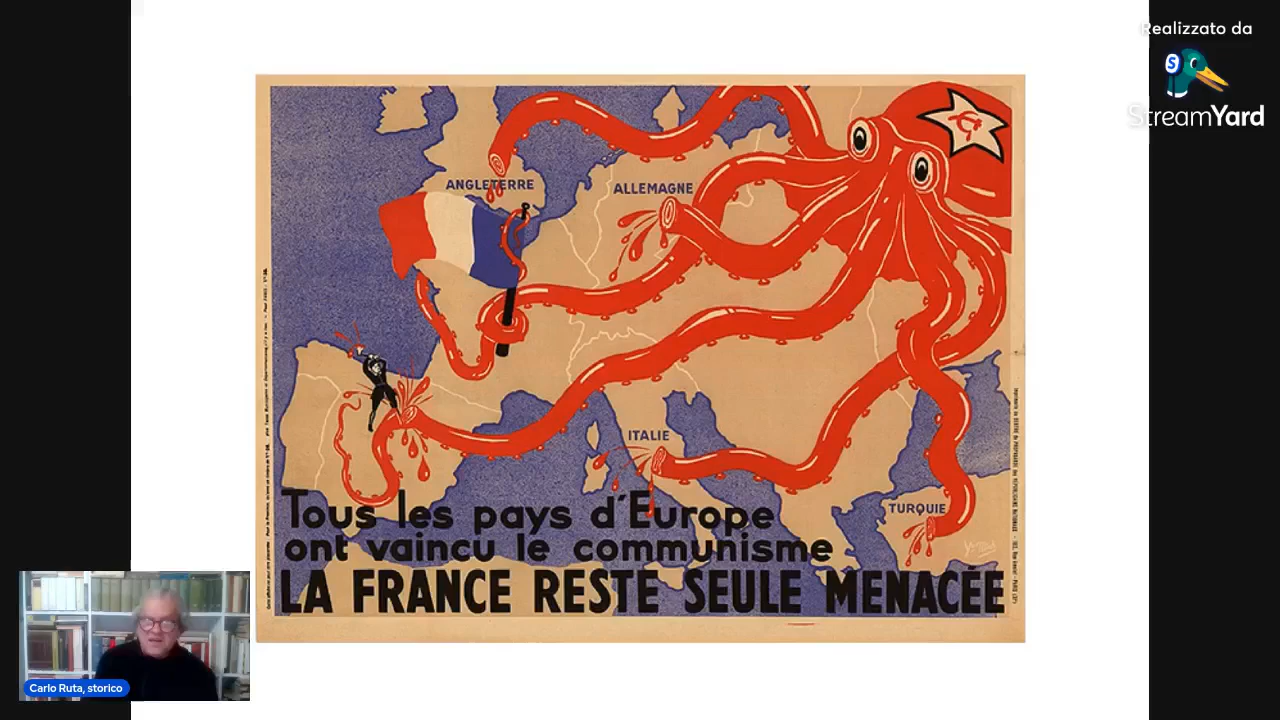 Realizzato da
S
StreamYard
ANGLETERRE
ALLEMAGNE
ITALIE
TURQUIE
Tous les pays d'Europe
ont vaincu le communisme
LA FRANCE RESTE SEULE MENACÉE
Carlo Ruta, storico